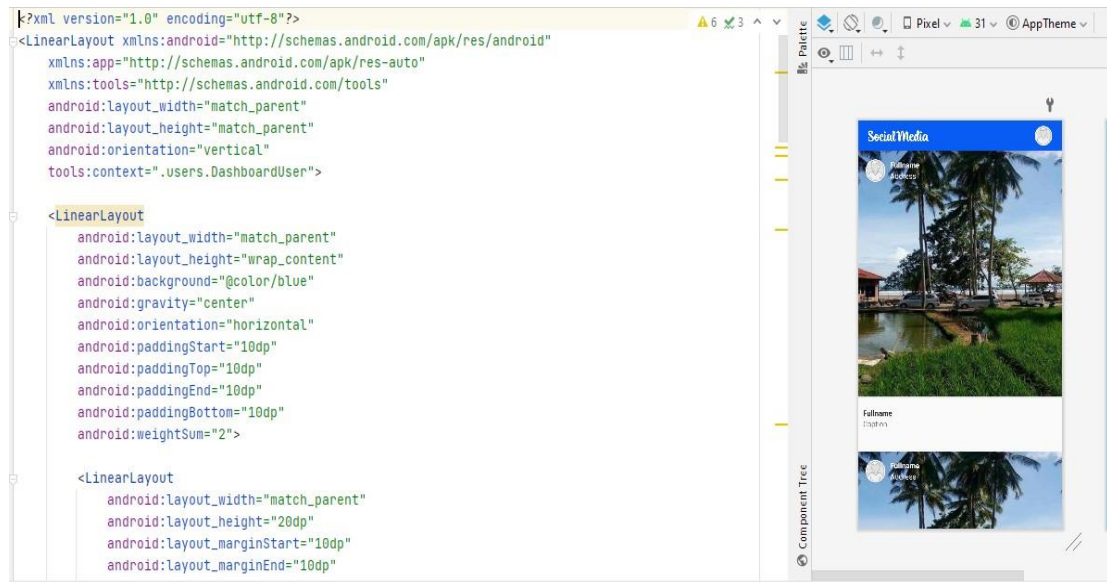 <?xml version="1.0" encoding="utf-8"?>
<LinearLayout xmlns:android="http://schemas.android.com/apk/res/android"
    xmlns:app="http://schemas.android.com/apk/res-auto"
    xmlns:tools="http://schemas.android.com/tools"
    android:layout_width="match_parent"
    android:layout_height="match_parent"
    android:orientation="vertical"
    tools:context=".users.DashboardUser">
    <LinearLayout
        android:layout_width="match_parent"
        android:layout_height="wrap_content"
        android:background="@color/blue"
        android:gravity="center"
        android:orientation="horizontal"
        android:paddingStart="10dp"
        android:paddingTop="10dp"
        android:paddingEnd="10dp"
        android:paddingBottom="10dp"
        android:weightSum="2">
        <LinearLayout
            android:layout_width="match_parent"
            android:layout_height="20dp"
            android:layout_marginStart="10dp"
            android:layout_marginEnd="10dp"
6 3
Palette
Component Tree
Pixel 31 AppTheme
Social Media
Fullname
Address
Fullname
Caption
Fullname
Address